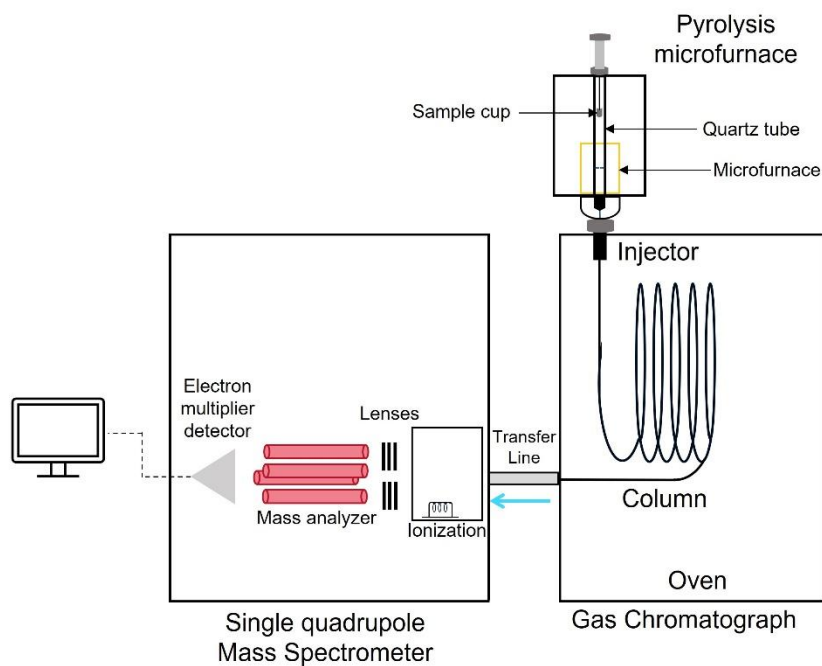 Pyrolysis
microfurnace
Sample cup
Quartz tube
Microfurnace
Injector
Electron
multiplier
detector
Lenses
Transfer
Line
Mass analyzer
Ionization
Column
Oven
Single quadrupole
Mass Spectrometer
Gas Chromatograph